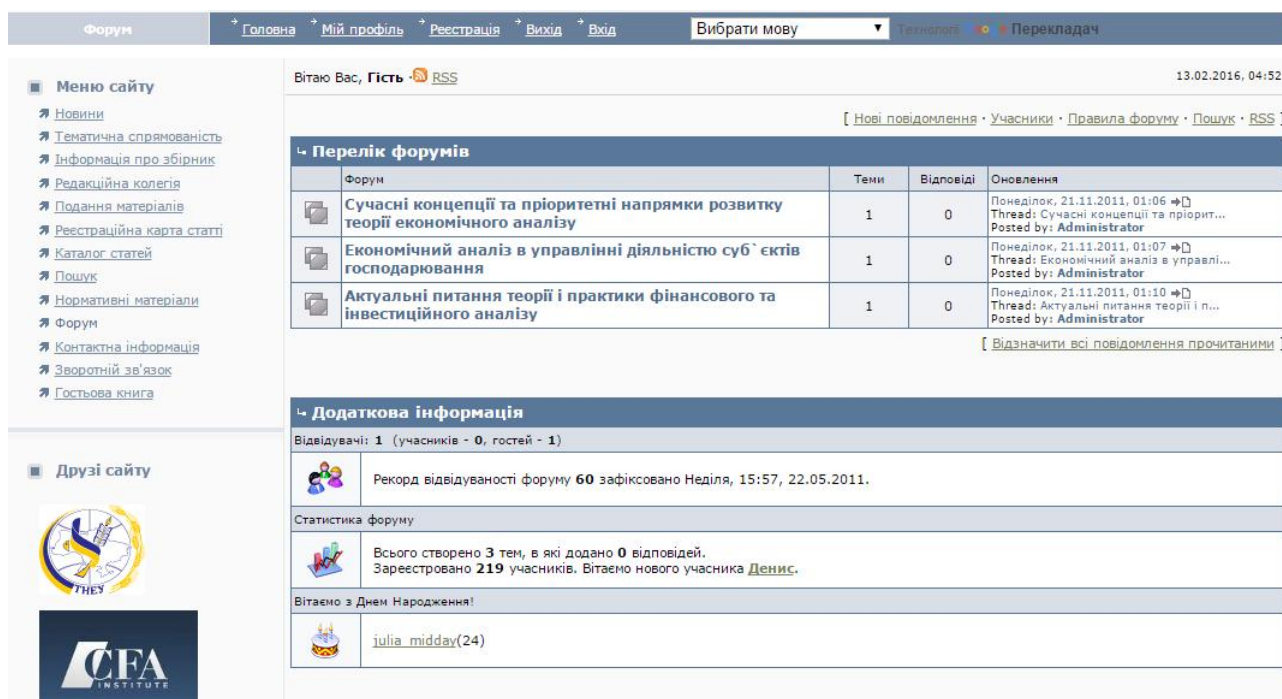 Форум
Головна Мій профіль Реєстрація Вихід Вхід Вибрати мову Технології Перекладач
Меню сайту
Новини
Тематична спрямованість
Інформація про збірник
Редакційна колегія
Подання матеріалів
Реєстраційна карта статті
Каталог статей
Пошук
Нормативні матеріали
Форум
Контактна інформація
Зворотній зв'язок
Гостьова книга
Друзі сайту
ТНЕУ
CFA
INSTITUTE
Вітаю Вас, Гість · RSS 13.02.2016, 04:52
[ Нові повідомлення · Учасники · Правила форуму · Пошук · RSS ]
Перелік форумів
Форум Теми Відповіді Оновлення
Сучасні концепції та пріоритетні напрямки розвитку
теорії економічного аналізу
1 0
Понеділок, 21.11.2011, 01:06
Thread: Сучасні концепції та пріорит...
Posted by: Administrator
Економічний аналіз в управлінні діяльністю суб`єктів
господарювання
1 0
Понеділок, 21.11.2011, 01:07
Thread: Економічний аналіз в управлі...
Posted by: Administrator
Актуальні питання теорії і практики фінансового та
інвестиційного аналізу
1 0
Понеділок, 21.11.2011, 01:10
Thread: Актуальні питання теорії і п...
Posted by: Administrator
[ Відзначити всі повідомлення прочитаними ]
Додаткова інформація
Відвідувачі: 1 (учасників - 0, гостей - 1)
Рекорд відвідуваності форуму 60 зафіксовано Неділя, 15:57, 22.05.2011.
Статистика форуму
Всього створено 3 тем, в які додано 0 відповідей.
Зареєстровано 219 учасників. Вітаємо нового учасника Денис.
Вітаємо з Днем Народження!
julia_midday(24)